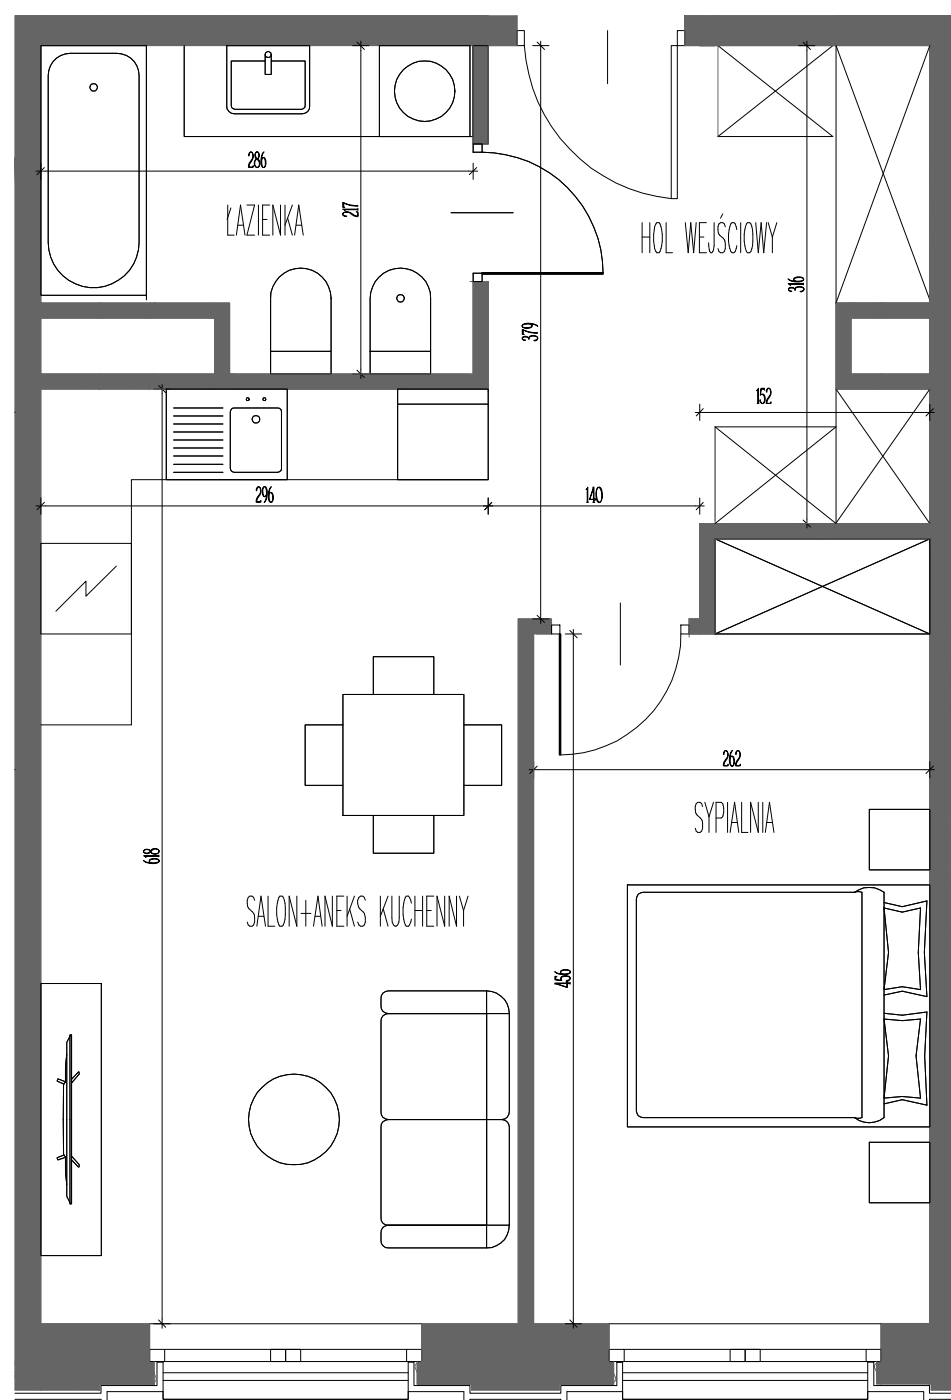 286
ŁAZIENKA
217
HOL WEJŚCIOWY
316
379
152
296
140
262
SYPIALNIA
618
SALON+ANEKS KUCHENNY
456